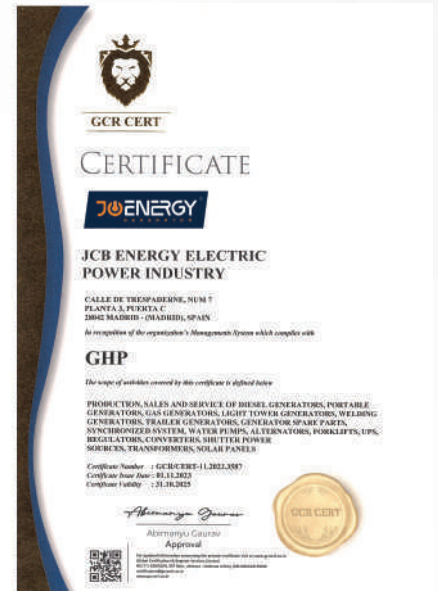 GCR CERT
CERTIFICATE
JCBENERGY
GENERATOR
JCB ENERGY ELECTRIC
POWER INDUSTRY
CALLE DE TRESPADERNE, NUM 7
PLANTA 3, PUERTA C
28042 MADRID - (MADRID), SPAIN
In recognition of the organization's Management System which complies with
GHP
The scope of activities covered by this certificate is defined below
PRODUCTION, SALES AND SERVICE OF DIESEL GENERATORS, PORTABLE
GENERATORS, GAS GENERATORS, LIGHT TOWER GENERATORS, WELDING
GENERATORS, TRAILER GENERATORS, GENERATOR SPARE PARTS,
SYNCHRONIZED SYSTEM, WATER PUMPS, ALTERNATORS, FORKLIFTS, UPS,
REGULATORS, CONVERTERS, SHUTTER POWER
SOURCES, TRANSFORMERS, SOLAR PANELS
Certificate Number : GCR/CERT-11.2022.3587
Certificate Issue Date : 01.11.2023
Certificate Validity : 31.10.2025
Abhimanyu Gaurav
GCR CERT
Abhimanyu Gaurav
Approval